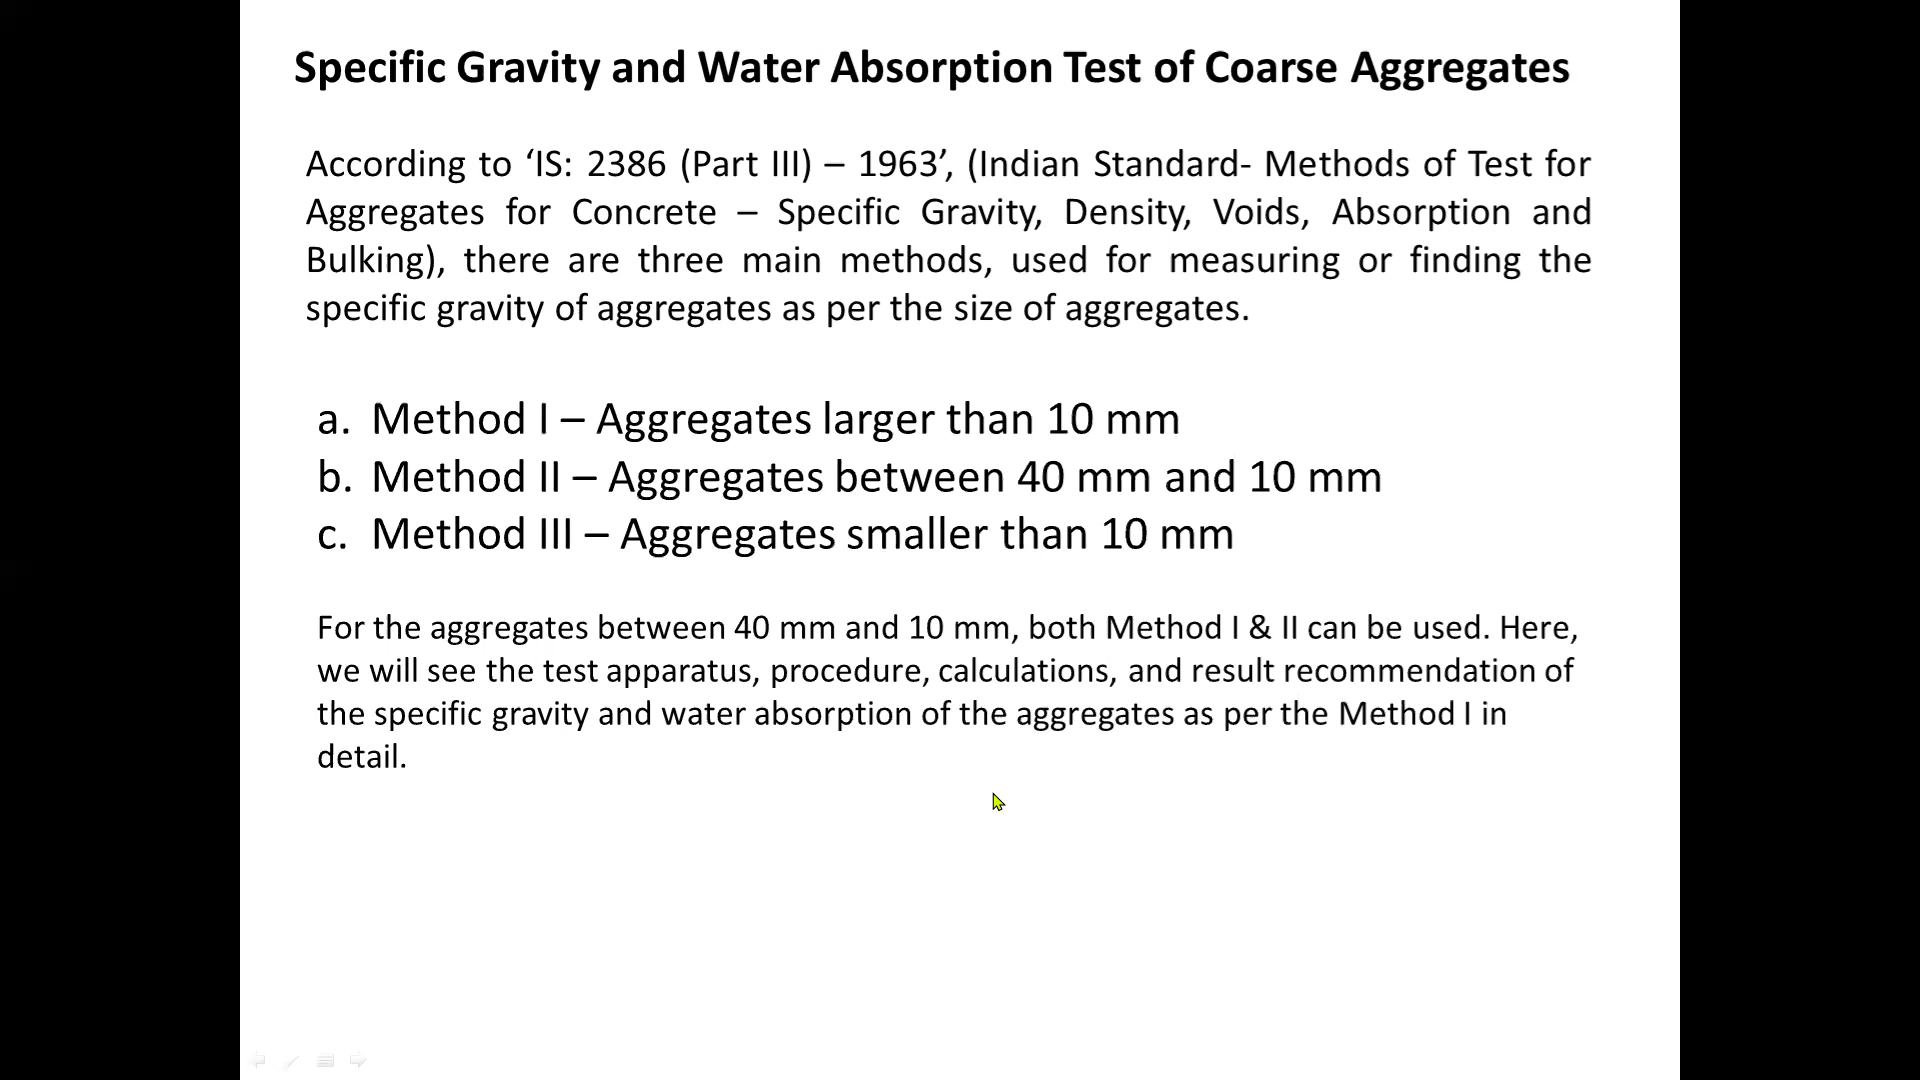 Specific Gravity and Water Absorption Test of Coarse Aggregates
According to ‘IS: 2386 (Part III) – 1963’, (Indian Standard- Methods of Test for
Aggregates for Concrete – Specific Gravity, Density, Voids, Absorption and
Bulking), there are three main methods, used for measuring or finding the
specific gravity of aggregates as per the size of aggregates.
a. Method I – Aggregates larger than 10 mm
b. Method II – Aggregates between 40 mm and 10 mm
c. Method III – Aggregates smaller than 10 mm
For the aggregates between 40 mm and 10 mm, both Method I & II can be used. Here,
we will see the test apparatus, procedure, calculations, and result recommendation of
the specific gravity and water absorption of the aggregates as per the Method I in
detail.